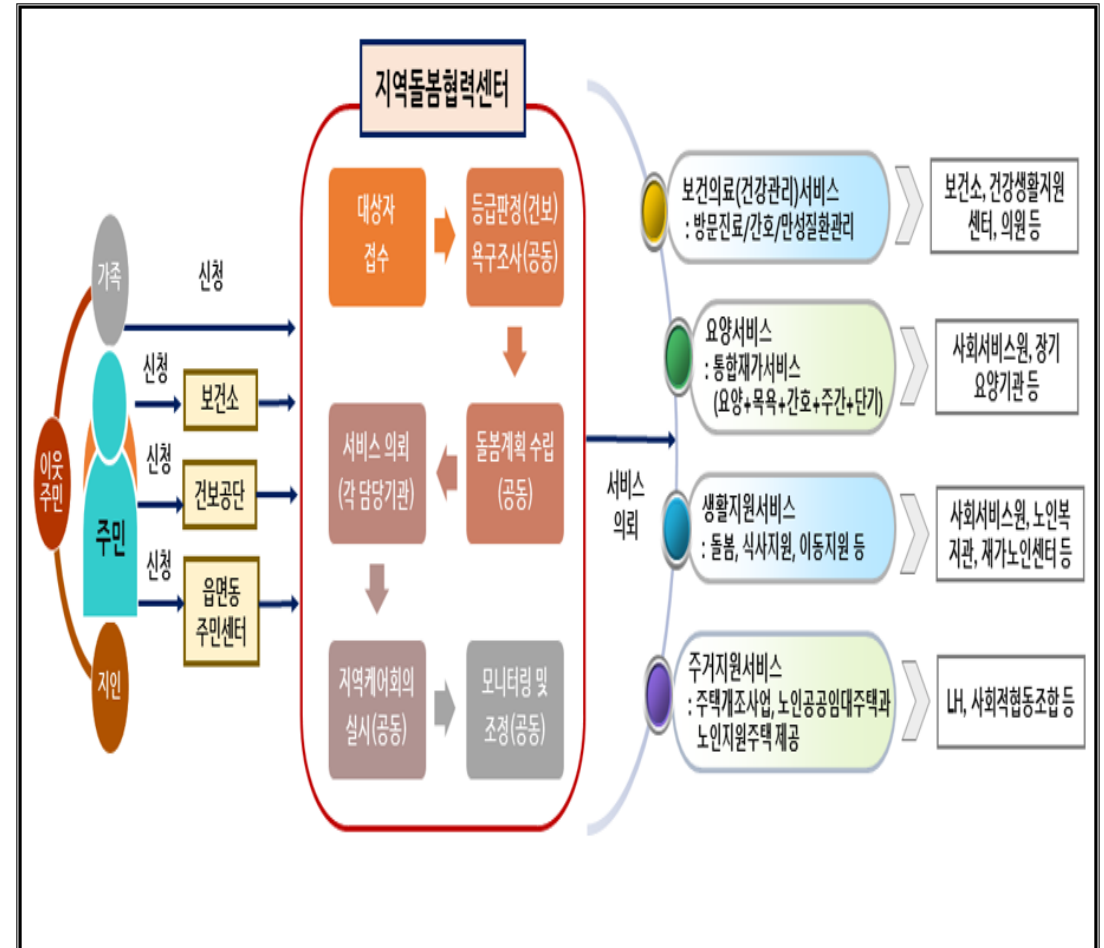 지역돌봄협력센터
가족
이웃
주민
주민
지인
신청
신청
보건소
신청
건보공단
신청
읍면동
주민센터
대상자
접수
등급판정(건보)
욕구조사(공동)
서비스 의뢰
(각 담당기관)
돌봄계획 수립
(공동)
지역케어회의
실시(공동)
모니터링 및
조정(공동)
서비스
의뢰
보건의료(건강관리)서비스
: 방문진료/간호/만성질환관리
보건소, 건강생활지원
센터, 의원 등
요양서비스
: 통합재가서비스
(요양+목욕+간호+주간+단기)
사회서비스원, 장기
요양기관 등
생활지원서비스
: 돌봄, 식사지원, 이동지원 등
사회서비스원, 노인복
지관, 재가노인센터 등
주거지원서비스
: 주택개조사업, 노인공공임대주택과
노인지원주택 제공
LH, 사회적협동조합 등